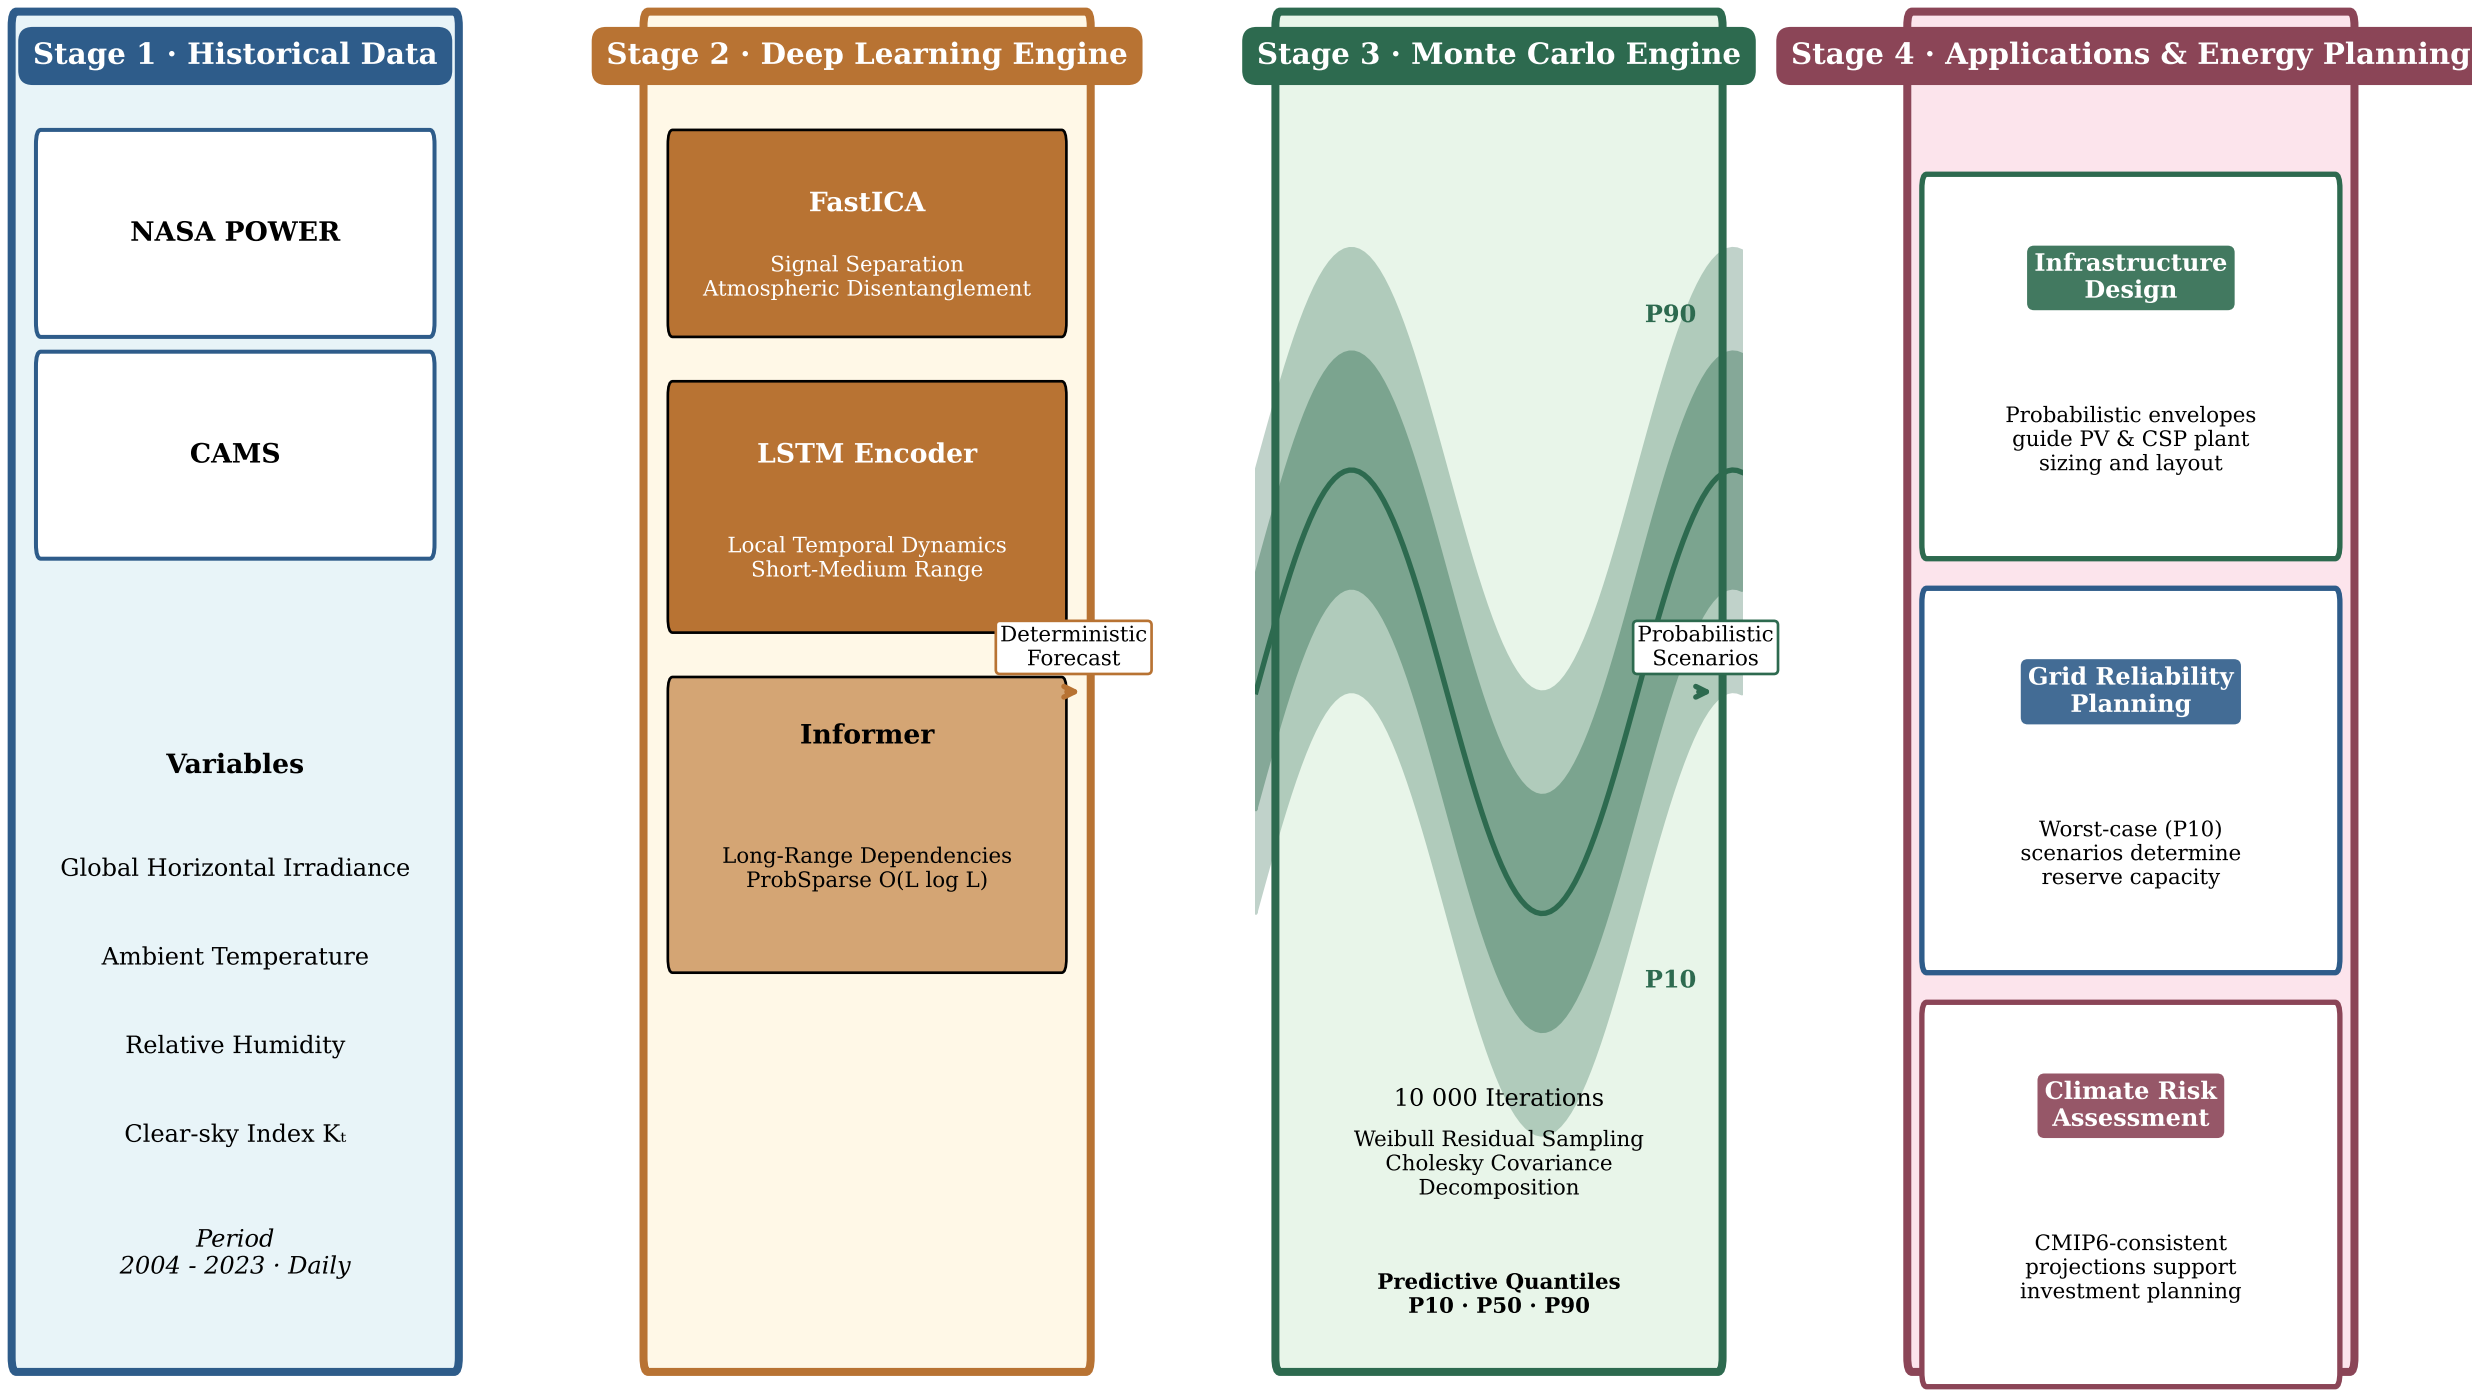 Stage 1 · Historical Data
NASA POWER
CAMS
Variables
Global Horizontal Irradiance
Ambient Temperature
Relative Humidity
Clear-sky Index Kₜ
Period
2004 - 2023 · Daily
Stage 2 · Deep Learning Engine
FastICA
Signal Separation
Atmospheric Disentanglement
LSTM Encoder
Local Temporal Dynamics
Short-Medium Range
Deterministic
Forecast
Informer
Long-Range Dependencies
ProbSparse O(L log L)
Stage 3 · Monte Carlo Engine
P90
Probabilistic
Scenarios
P10
10 000 Iterations
Weibull Residual Sampling
Cholesky Covariance
Decomposition
Predictive Quantiles
P10 · P50 · P90
Stage 4 · Applications & Energy Planning
Infrastructure
Design
Probabilistic envelopes
guide PV & CSP plant
sizing and layout
Grid Reliability
Planning
Worst-case (P10)
scenarios determine
reserve capacity
Climate Risk
Assessment
CMIP6-consistent
projections support
investment planning